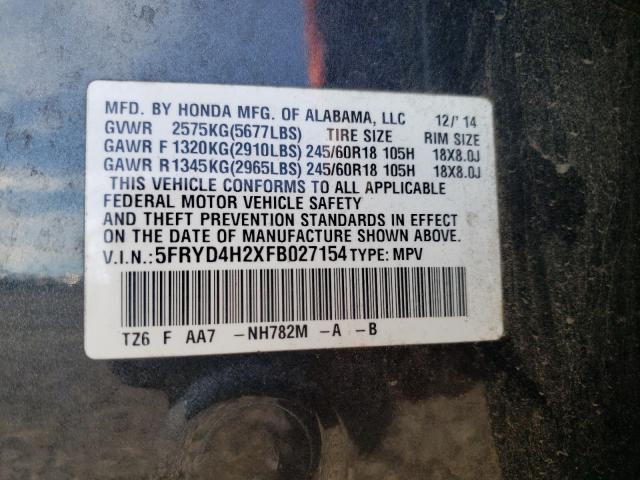 MFD. BY HONDA MFG. OF ALABAMA, LLC 12/'14
GVWR 2575KG(5677LBS) TIRE SIZE RIM SIZE
GAWR F 1320KG(2910LBS) 245/60R18 105H 18X8.0J
GAWR R1345KG(2965LBS) 245/60R18 105H 18X8.0J
THIS VEHICLE CONFORMS TO ALL APPLICABLE
FEDERAL MOTOR VEHICLE SAFETY
AND THEFT PREVENTION STANDARDS IN EFFECT
ON THE DATE OF MANUFACTURE SHOWN ABOVE.
V.I.N.: 5FRYD4H2XFB027154 TYPE: MPV
TZ6 F AA7 -NH782M -A -B